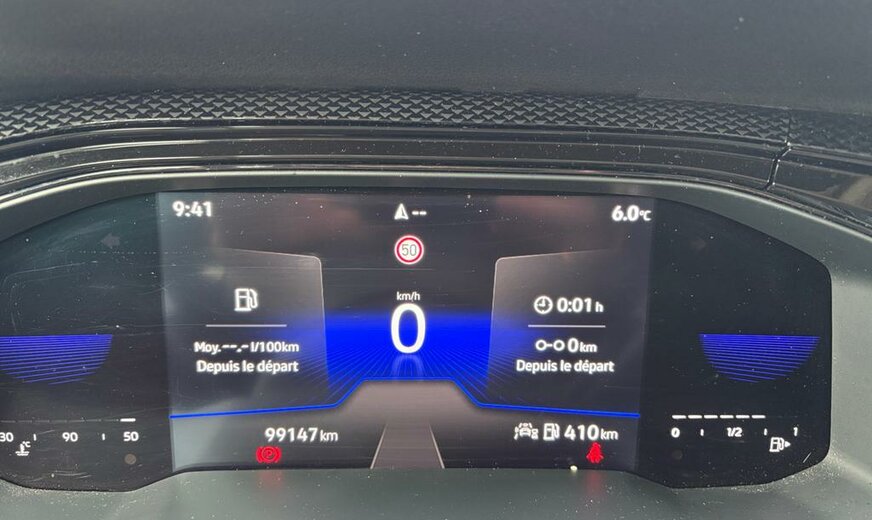 9:41
--
6.0°C
50
km/h
0
Moy.--.-l/100km
Depuis le départ
0:01 h
0 km
Depuis le départ
90
50
99147 km
410 km
0 1/2 1